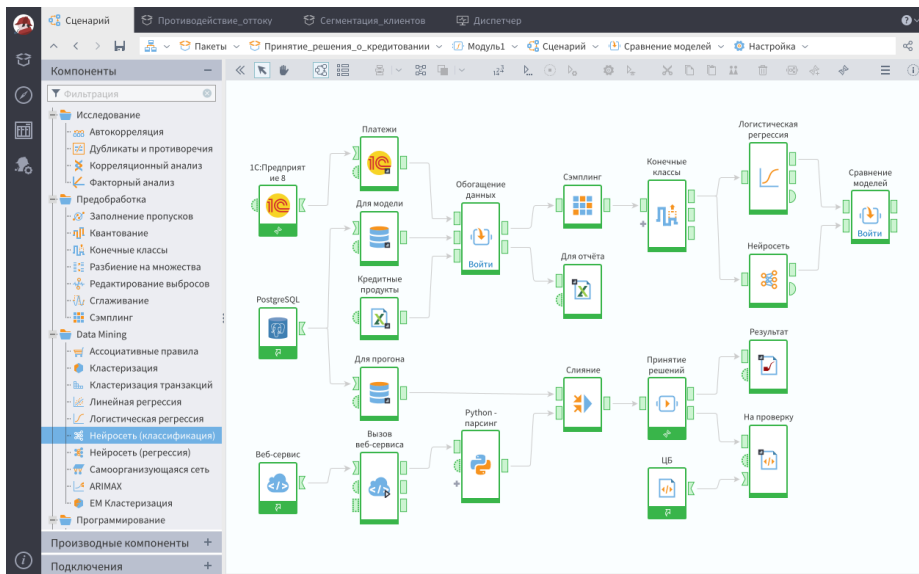 Сценарий
Противодействие_оттоку
Сегментация_клиентов
Диспетчер
?
Пакеты
Принятие_решения_о_кредитовании
Модуль1
Сценарий
Сравнение моделей
Настройка
Компоненты
Фильтрация
Исследование
Автокорреляция
Дубликаты и противоречия
Корреляционный анализ
Факторный анализ
Предобработка
Заполнение пропусков
Квантование
Конечные классы
Разбиение на множества
Редактирование выбросов
Сглаживание
Сэмплинг
Data Mining
Ассоциативные правила
Кластеризация
Кластеризация транзакций
Линейная регрессия
Логистическая регрессия
Нейросеть (классификация)
Нейросеть (регрессия)
Самоорганизующаяся сеть
ARIMAX
EM Кластеризация
Программирование
Производные компоненты
Подключения
1С:Предприят
ие 8
Платежи
Для модели
Кредитные
продукты
PostgreSQL
Для прогона
Веб-сервис
Вызов
веб-сервиса
Python -
парсинг
Обогащение
данных
Войти
Сэмплинг
Для отчёта
Слияние
Конечные
классы
Принятие
решений
ЦБ
Логистическая
регрессия
Нейросеть
Сравнение
моделей
Войти
Результат
На проверку